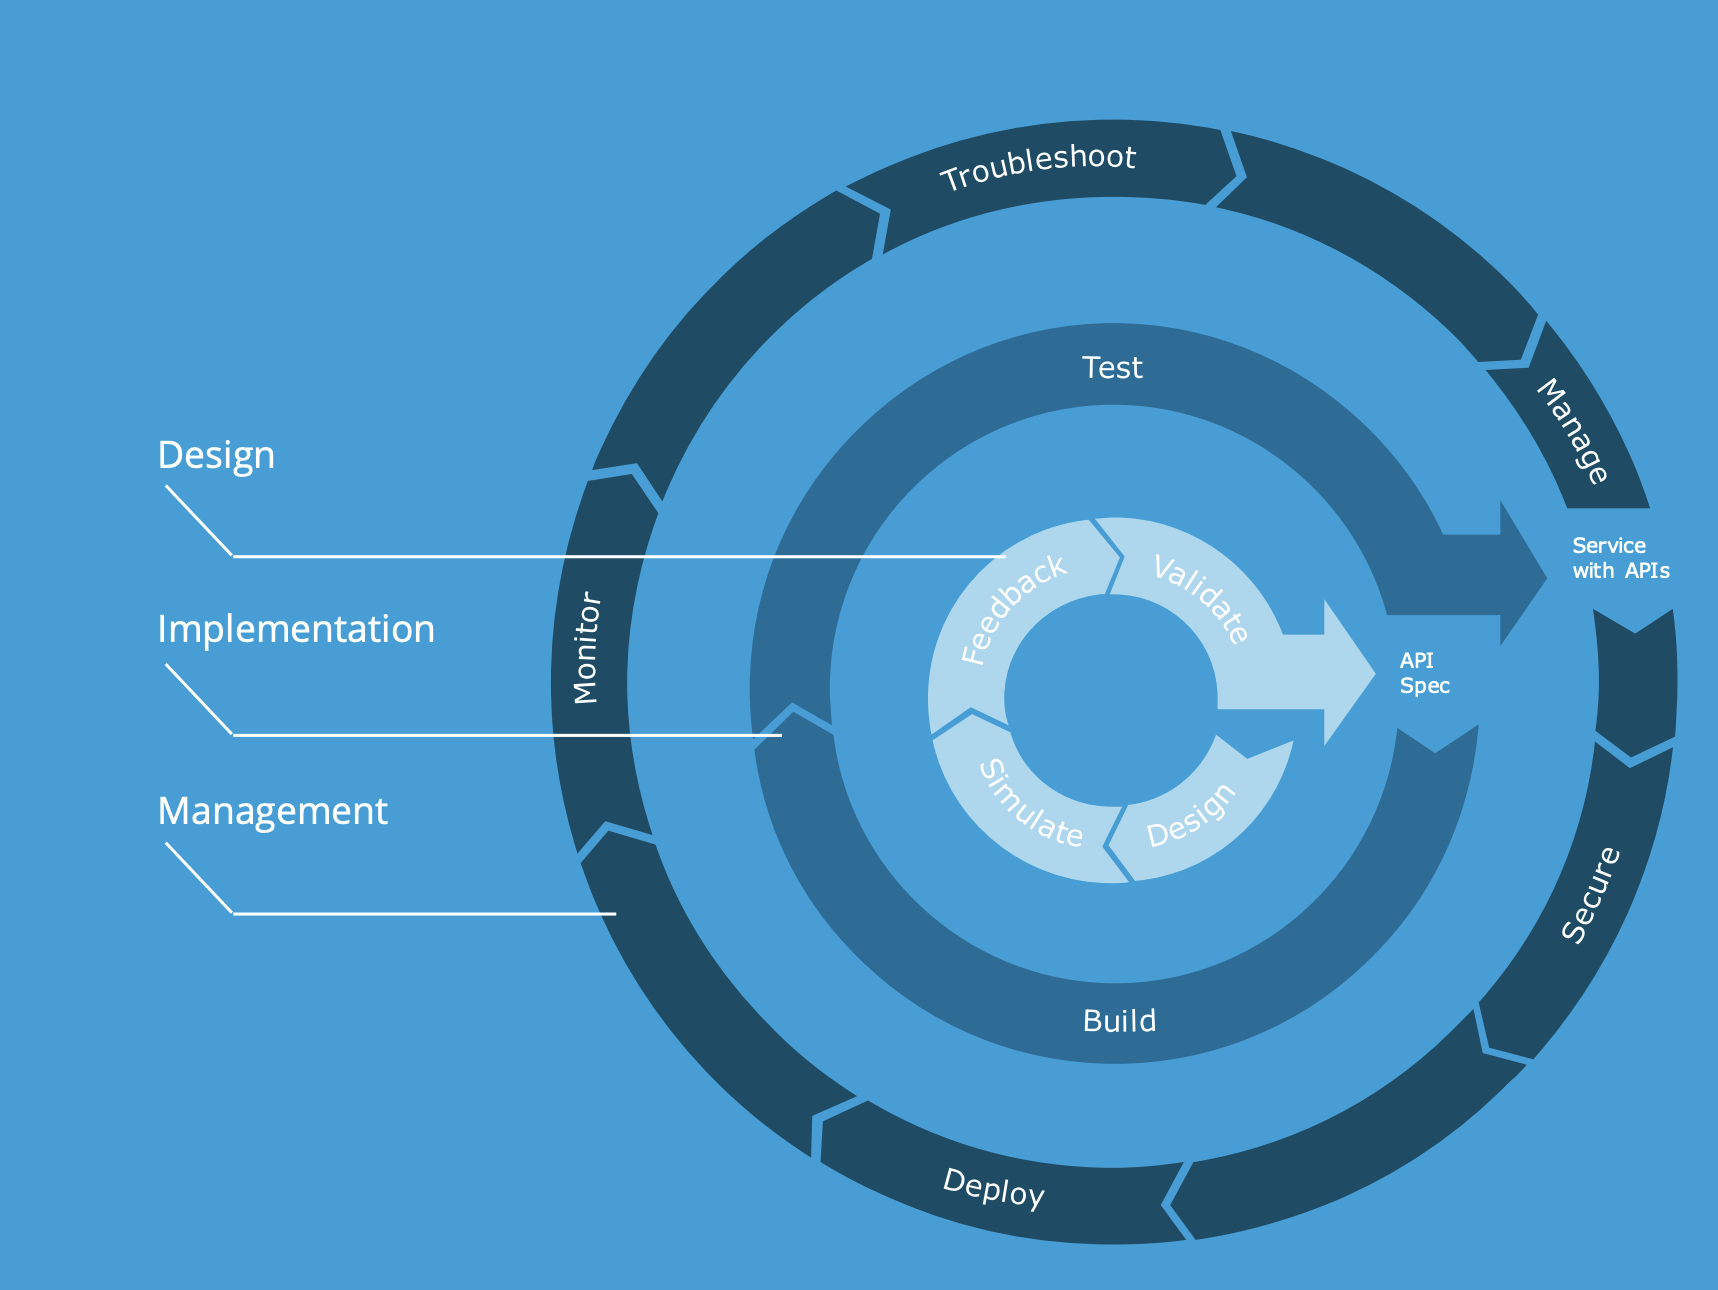 Troubleshoot
Test
Manage
Design
Service
with APIs
Validate
Feedback
Implementation
Monitor
API
Spec
Management
Simulate
Design
Secure
Build
Deploy